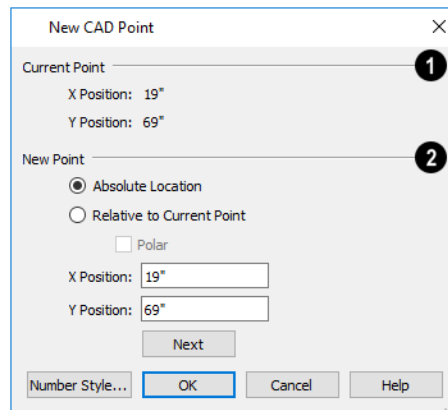 New CAD Point
Current Point 1
X Position: 19"
Y Position: 69"
New Point 2
Absolute Location
Relative to Current Point
Polar
X Position: 19"
Y Position: 69"
Next
Number Style... OK Cancel Help